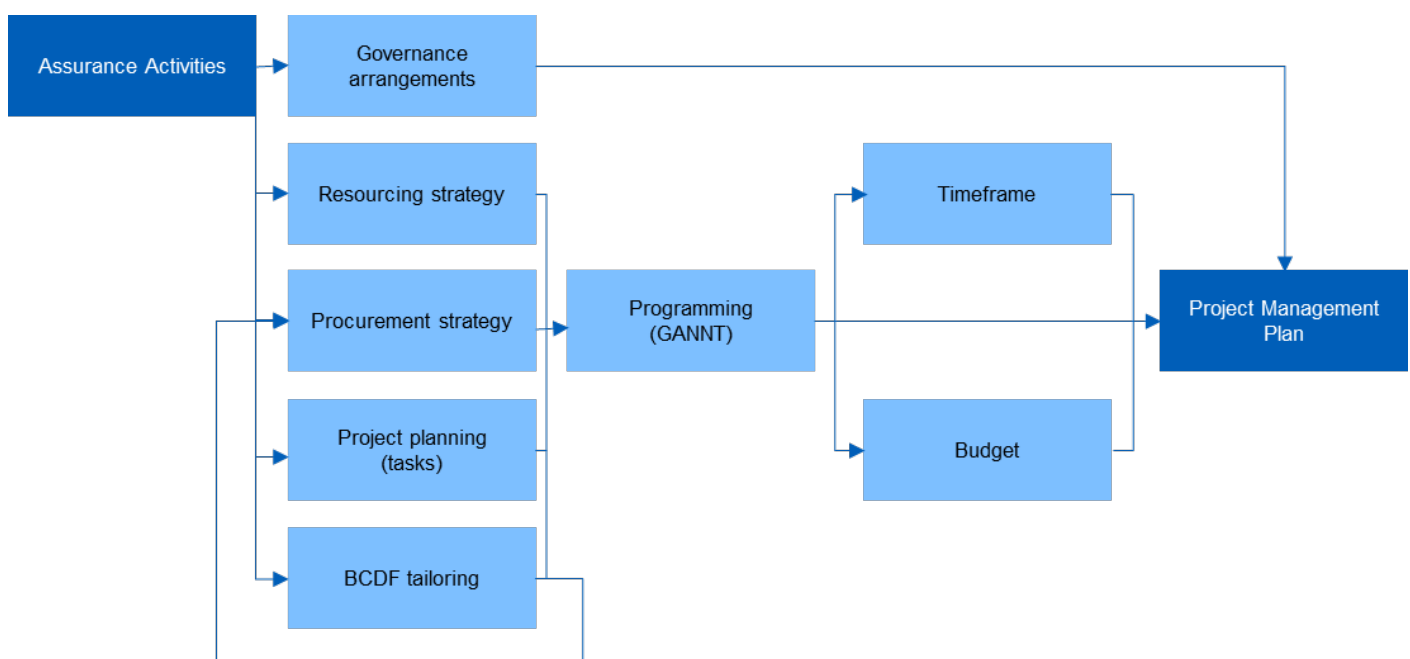 Assurance Activities
Governance
arrangements
Resourcing strategy
Timeframe
Procurement strategy
Programming
(GANNT)
Project Management
Plan
Project planning
(tasks)
Budget
BCDF tailoring